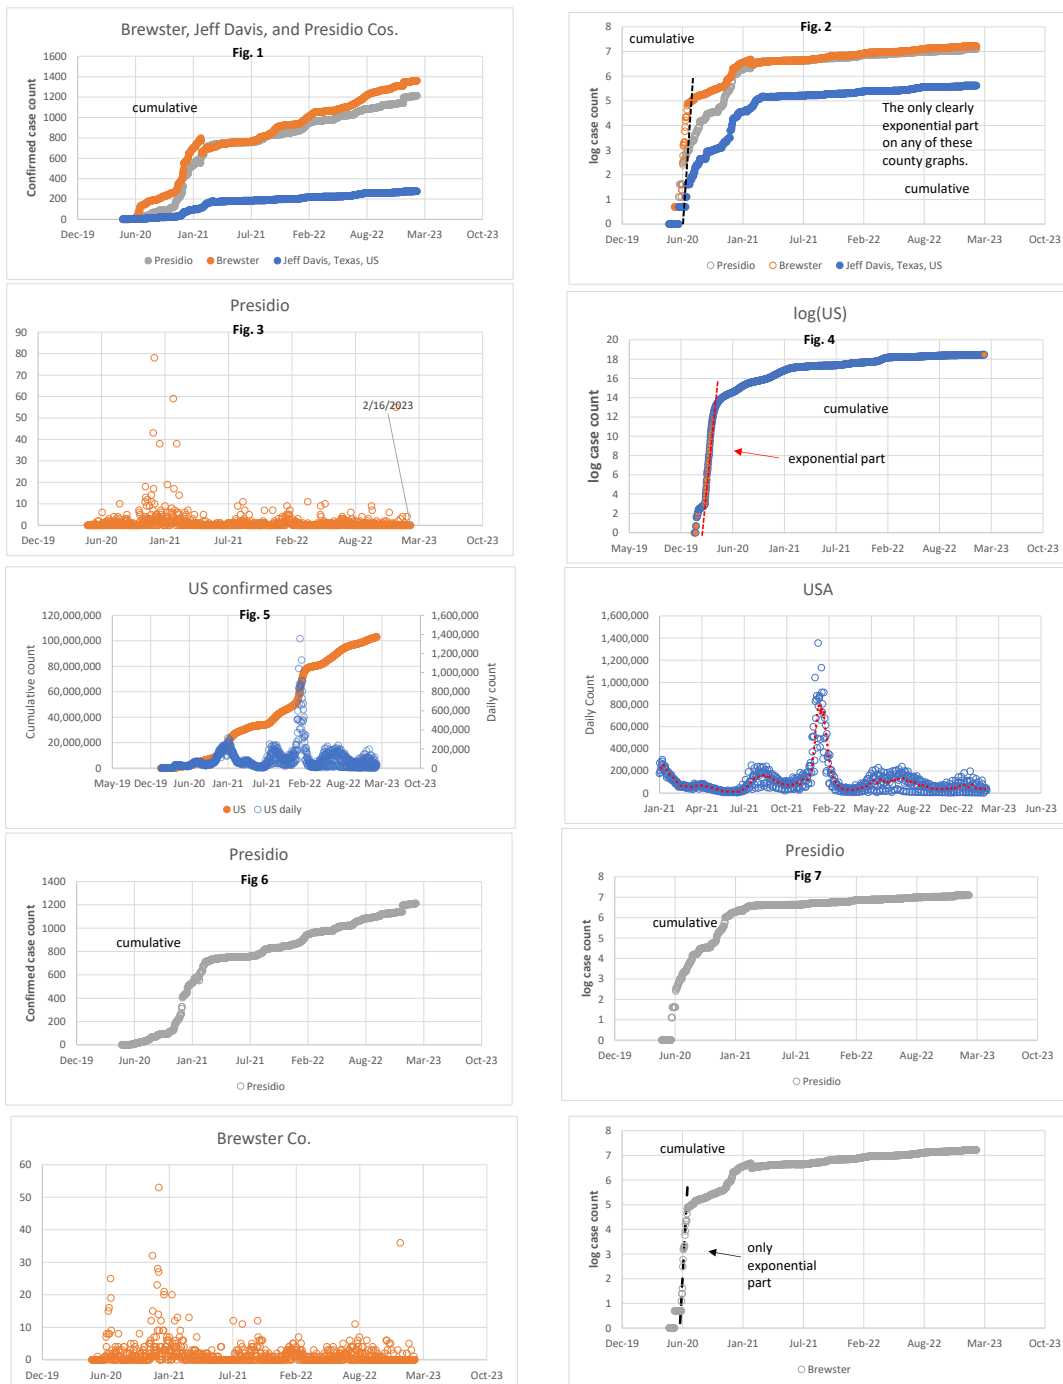 Brewster, Jeff Davis, and Presidio Cos.
Fig. 1
Confirmed case count
1600
1400
1200
1000
800
600
400
200
0
cumulative
Dec-19 Jun-20 Jan-21 Jul-21 Feb-22 Aug-22 Mar-23 Oct-23
Presidio Brewster Jeff Davis, Texas, US
Fig. 2
cumulative
log case count
8
7
6
5
4
3
2
1
0
The only clearly
exponential part
on any of these
county graphs.
cumulative
Dec-19 Jun-20 Jan-21 Jul-21 Feb-22 Aug-22 Mar-23 Oct-23
Presidio Brewster Jeff Davis, Texas, US
Presidio
Fig. 3
90
80
70
60
50
40
30
20
10
0
2/16/2023
Dec-19 Jun-20 Jan-21 Jul-21 Feb-22 Aug-22 Mar-23 Oct-23
log(US)
Fig. 4
log case count
20
18
16
14
12
10
8
6
4
2
0
cumulative
exponential part
May-19 Dec-19 Jun-20 Jan-21 Jul-21 Feb-22 Aug-22 Mar-23 Oct-23
US confirmed cases
Fig. 5
Cumulative count
120,000,000
100,000,000
80,000,000
60,000,000
40,000,000
20,000,000
0
1,600,000
1,400,000
1,200,000
1,000,000
800,000
600,000
400,000
200,000
0
Daily count
May-19 Dec-19 Jun-20 Jan-21 Jul-21 Feb-22 Aug-22 Mar-23 Oct-23
US US daily
USA
Daily Count
1,600,000
1,400,000
1,200,000
1,000,000
800,000
600,000
400,000
200,000
0
Jan-21 Apr-21 Jul-21 Oct-21 Feb-22 May-22 Aug-22 Dec-22 Mar-23 Jun-23
Presidio
Fig 6
Confirmed case count
1400
1200
1000
800
600
400
200
0
cumulative
Dec-19 Jun-20 Jan-21 Jul-21 Feb-22 Aug-22 Mar-23 Oct-23
Presidio
Presidio
Fig 7
log case count
8
7
6
5
4
3
2
1
0
cumulative
Dec-19 Jun-20 Jan-21 Jul-21 Feb-22 Aug-22 Mar-23 Oct-23
Presidio
Brewster Co.
60
50
40
30
20
10
0
Dec-19 Jun-20 Jan-21 Jul-21 Feb-22 Aug-22 Mar-23 Oct-23
log case count
8
7
6
5
4
3
2
1
0
cumulative
only
exponential
part
Dec-19 Jun-20 Jan-21 Jul-21 Feb-22 Aug-22 Mar-23 Oct-23
Brewster